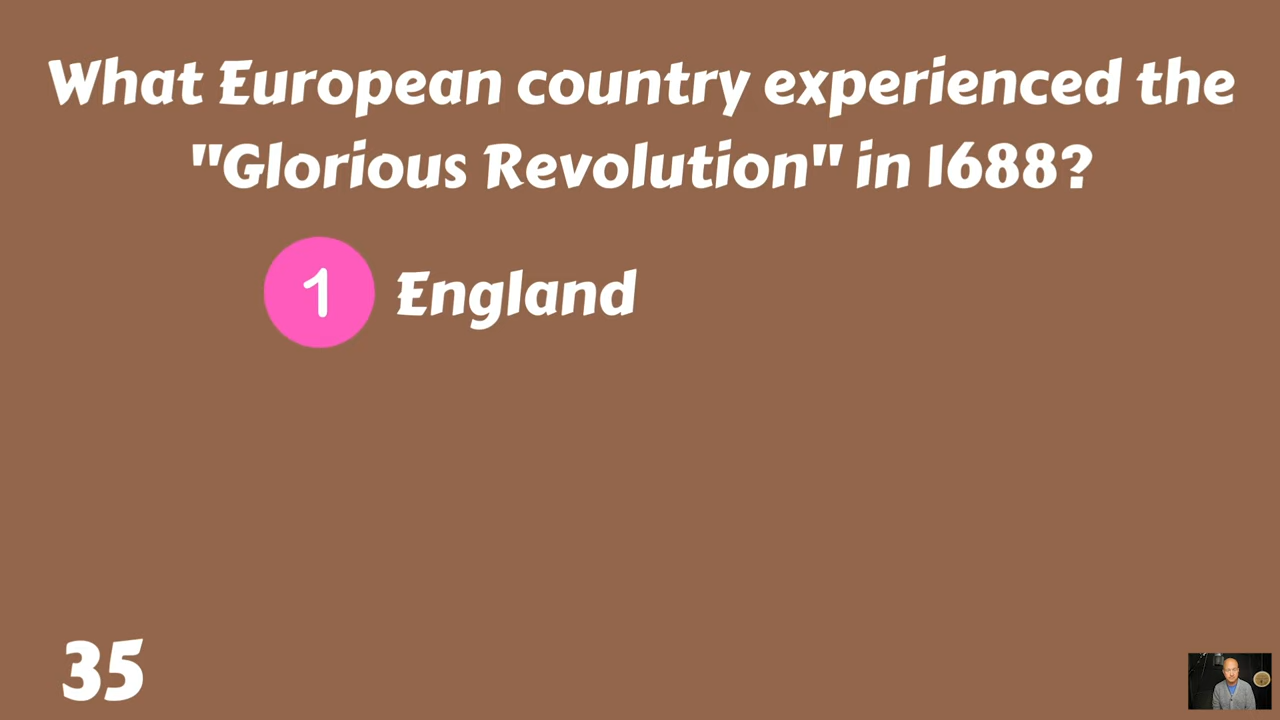 What European country experienced the
"Glorious Revolution" in 1688?
1 England
35